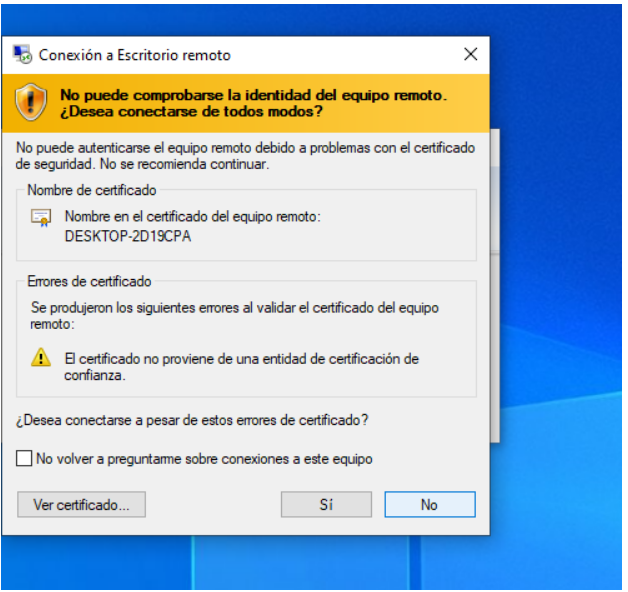 Conexión a Escritorio remoto
No puede comprobarse la identidad del equipo remoto.
¿Desea conectarse de todos modos?
No puede autenticarse el equipo remoto debido a problemas con el certificado
de seguridad. No se recomienda continuar.
Nombre de certificado
Nombre en el certificado del equipo remoto:
DESKTOP-2D19CPA
Errores de certificado
Se produjeron los siguientes errores al validar el certificado del equipo
remoto:
El certificado no proviene de una entidad de certificación de
confianza.
¿Desea conectarse a pesar de estos errores de certificado?
No volver a preguntarme sobre conexiones a este equipo
Ver certificado... Sí No